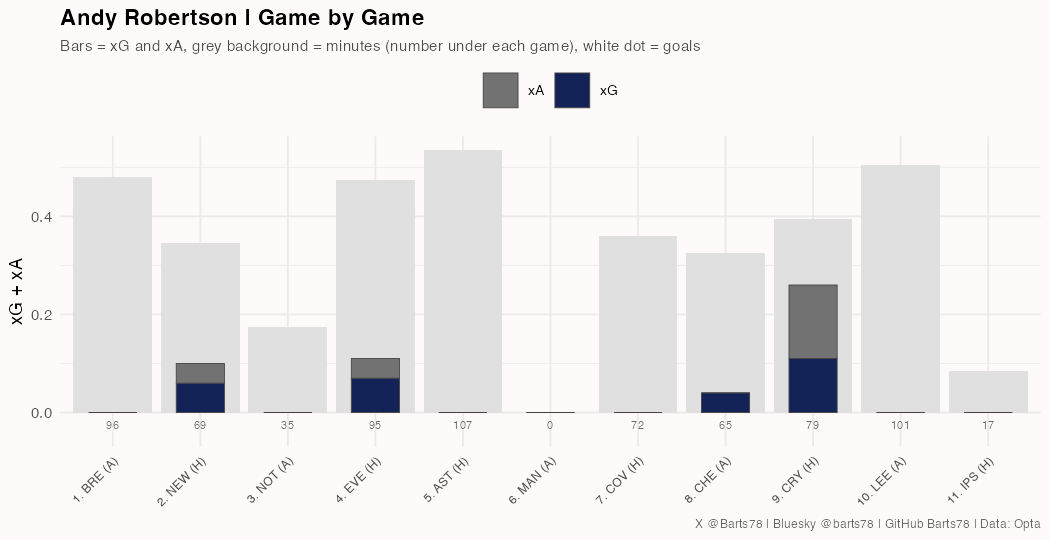 Andy Robertson | Game by Game
Bars = xG and xA, grey background = minutes (number under each game), white dot = goals
xA xG
xG + xA
0.4
0.2
0.0
96 69 35 95 107 0 72 65 79 101 17
1. BRE (A) 2. NEW (H) 3. NOT (A) 4. EVE (H) 5. AST (H) 6. MAN (A) 7. COV (H) 8. CHE (A) 9. CRY (H) 10. LEE (A) 11. IPS (H)
X @Barts78 | Bluesky @barts78 | GitHub Barts78 | Data: Opta